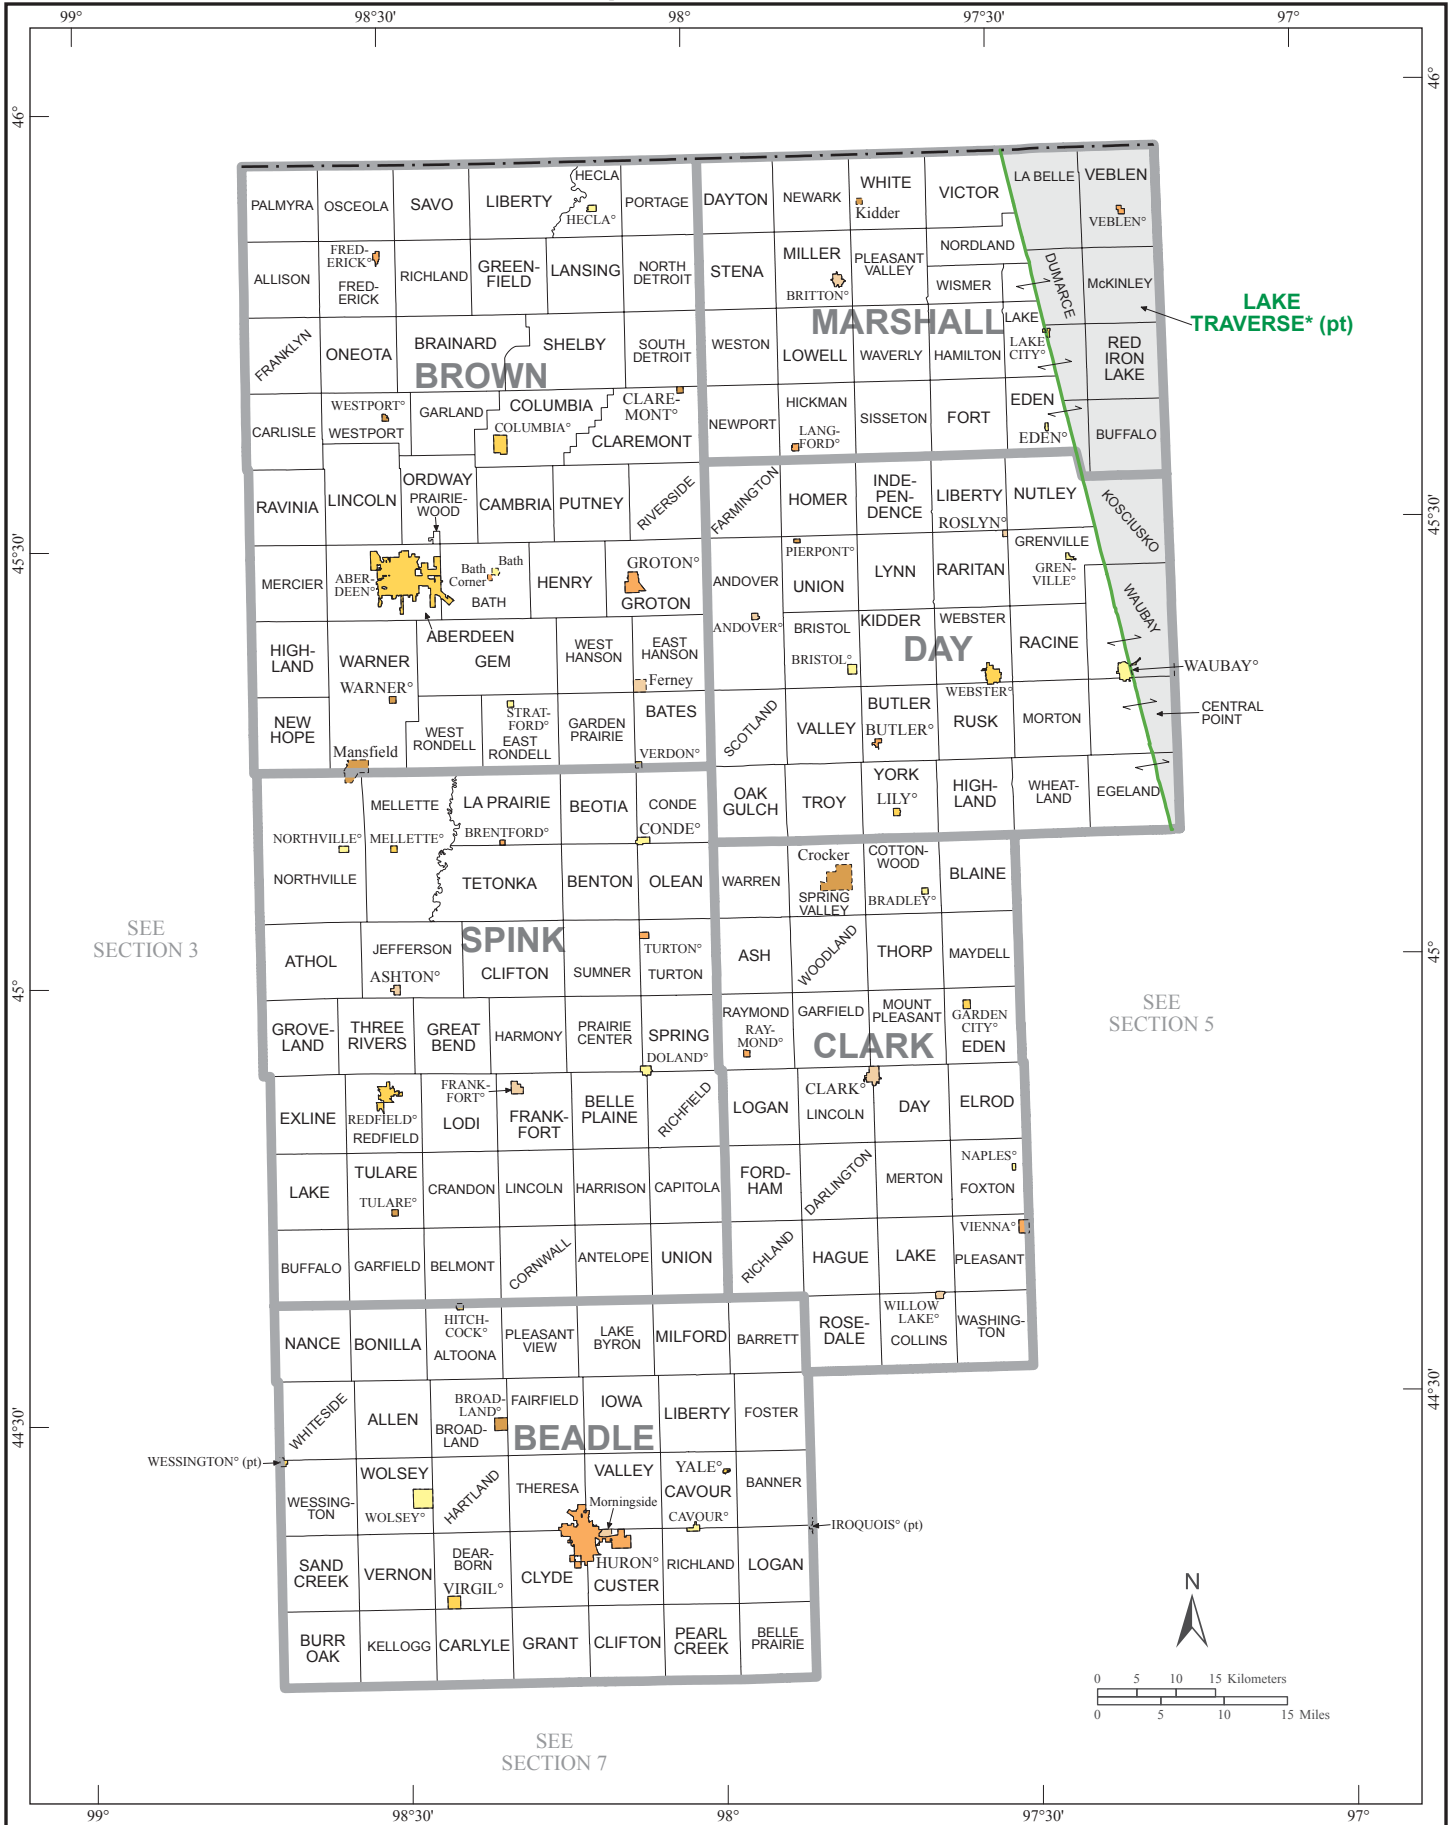 99°
98°30'
98°
97°30'
97°
46°
46°
HECLA
PALMYRA
OSCEOLA
SAVO
LIBERTY
HECLA°
PORTAGE
DAYTON
NEWARK
WHITE
Kidder
VICTOR
LA BELLE
VEBLEN
VEBLEN°
ALLISON
FRED-
ERICK°
FRED-
ERICK
RICHLAND
GREEN-
FIELD
LANSING
NORTH
DETROIT
STENA
MILLER
BRITTON°
PLEASANT
VALLEY
NORDLAND
WISMER
DUMARCE
McKINLEY
LAKE
TRAVERSE* (pt)
FRANKLYN
ONEOTA
BRAINARD
SHELBY
SOUTH
DETROIT
BROWN
WESTON
LOWELL
MARSHALL
WAVERLY
HAMILTON
LAKE
LAKE
CITY°
RED
IRON
LAKE
CARLISLE
WESTPORT°
WESTPORT
GARLAND
COLUMBIA
COLUMBIA°
CLARE-
MONT°
CLAREMONT
NEWPORT
HICKMAN
LANG-
FORD°
SISSETON
FORT
EDEN
EDEN°
BUFFALO
RAVINIA
LINCOLN
ORDWAY
PRAIRIE-
WOOD
CAMBRIA
PUTNEY
RIVERSIDE
FARMINGTON
HOMER
INDE-
PEN-
DENCE
LIBERTY
ROSLYN°
NUTLEY
KOSCIUSKO
45°30'
45°30'
MERCIER
ABER-
DEEN°
Bath
Corner
Bath
BATH
HENRY
GROTON°
GROTON
ANDOVER
ANDOVER°
PIERPONT°
UNION
LYNN
RARITAN
GRENVILLE
GREN-
VILLE°
WAUBAY
HIGH-
LAND
WARNER
WARNER°
ABERDEEN
GEM
WEST
HANSON
EAST
HANSON
Ferney
BRISTOL
BRISTOL°
KIDDER
DAY
WEBSTER
WEBSTER°
RACINE
WAUBAY°
NEW
HOPE
Mansfield
WEST
RONDELL
STRAT-
FORD°
EAST
RONDELL
GARDEN
PRAIRIE
BATES
VERDON°
SCOTLAND
VALLEY
BUTLER
BUTLER°
RUSK
MORTON
CENTRAL
POINT
MELLETTE
MELLETTE°
NORTHVILLE°
NORTHVILLE
LA PRAIRIE
BRENTFORD°
BEOTIA
CONDE
CONDE°
OAK
GULCH
TROY
YORK
LILY°
HIGH-
LAND
WHEAT-
LAND
EGELAND
TETONKA
BENTON
OLEAN
WARREN
Crocker
SPRING
VALLEY
COTTON-
WOOD
BRADLEY°
BLAINE
SEE
SECTION 3
ATHOL
JEFFERSON
ASHTON°
SPINK
CLIFTON
SUMNER
TURTON°
TURTON
ASH
WOODLAND
THORP
MAYDELL
45°
45°
SEE
SECTION 5
GROVE-
LAND
THREE
RIVERS
GREAT
BEND
HARMONY
PRAIRIE
CENTER
SPRING
DOLAND°
RAYMOND
RAY-
MOND°
GARFIELD
MOUNT
PLEASANT
CLARK
GARDEN
CITY°
EDEN
EXLINE
REDFIELD°
REDFIELD
FRANK-
FORT°
LODI
FRANK-
FORT
BELLE
PLAINE
RICHFIELD
LOGAN
CLARK°
LINCOLN
DAY
ELROD
LAKE
TULARE
TULARE°
CRANDON
LINCOLN
HARRISON
CAPITOLA
FORD-
HAM
DARLINGTON
MERTON
NAPLES°
FOXTON
BUFFALO
GARFIELD
BELMONT
CORNWALL
ANTELOPE
UNION
RICHLAND
HAGUE
LAKE
VIENNA°
PLEASANT
NANCE
BONILLA
HITCH-
COCK°
ALTOONA
PLEASANT
VIEW
LAKE
BYRON
MILFORD
BARRETT
ROSE-
DALE
WILLOW
LAKE°
COLLINS
WASHING-
TON
44°30'
44°30'
WHITESIDE
ALLEN
BROAD-
LAND°
BROAD-
LAND
FAIRFIELD
IOWA
BEADLE
LIBERTY
FOSTER
WESSINGTON° (pt)
WESSING-
TON
WOLSEY
WOLSEY°
HARTLAND
THERESA
VALLEY
Morningside
YALE°
CAVOUR
CAVOUR°
BANNER
IROQUOIS° (pt)
SAND
CREEK
VERNON
DEAR-
BORN
VIRGIL°
CLYDE
HURON°
CUSTER
RICHLAND
LOGAN
BURR
OAK
KELLOGG
CARLYLE
GRANT
CLIFTON
PEARL
CREEK
BELLE
PRAIRIE
N
0 5 10 15 Kilometers
0 5 10 15 Miles
SEE
SECTION 7
99°
98°30'
98°
97°30'
97°